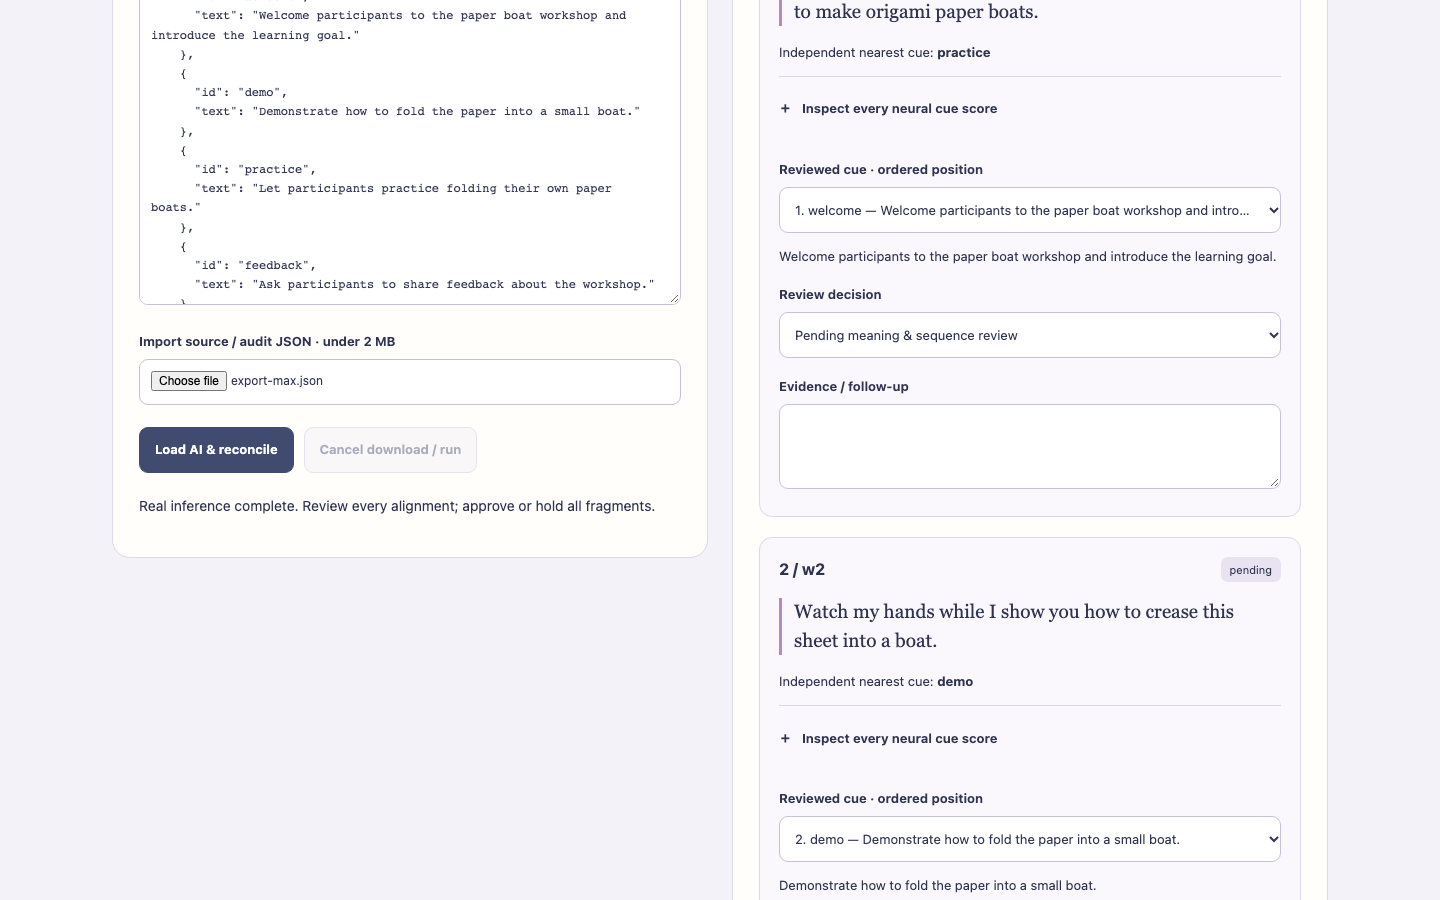 "text": "Welcome participants to the paper boat workshop and
introduce the learning goal."
},
{
"id": "demo",
"text": "Demonstrate how to fold the paper into a small boat."
},
{
"id": "practice",
"text": "Let participants practice folding their own paper
boats."
},
{
"id": "feedback",
"text": "Ask participants to share feedback about the workshop."
}
Import source / audit JSON · under 2 MB
Choose file export-max.json
Load AI & reconcile
Cancel download / run
Real inference complete. Review every alignment; approve or hold all fragments.
to make origami paper boats.
Independent nearest cue: practice
+ Inspect every neural cue score
Reviewed cue · ordered position
1. welcome — Welcome participants to the paper boat workshop and intro...
Welcome participants to the paper boat workshop and introduce the learning goal.
Review decision
Pending meaning & sequence review
Evidence / follow-up
2 / w2
pending
Watch my hands while I show you how to crease this
sheet into a boat.
Independent nearest cue: demo
+ Inspect every neural cue score
Reviewed cue · ordered position
2. demo — Demonstrate how to fold the paper into a small boat.
Demonstrate how to fold the paper into a small boat.